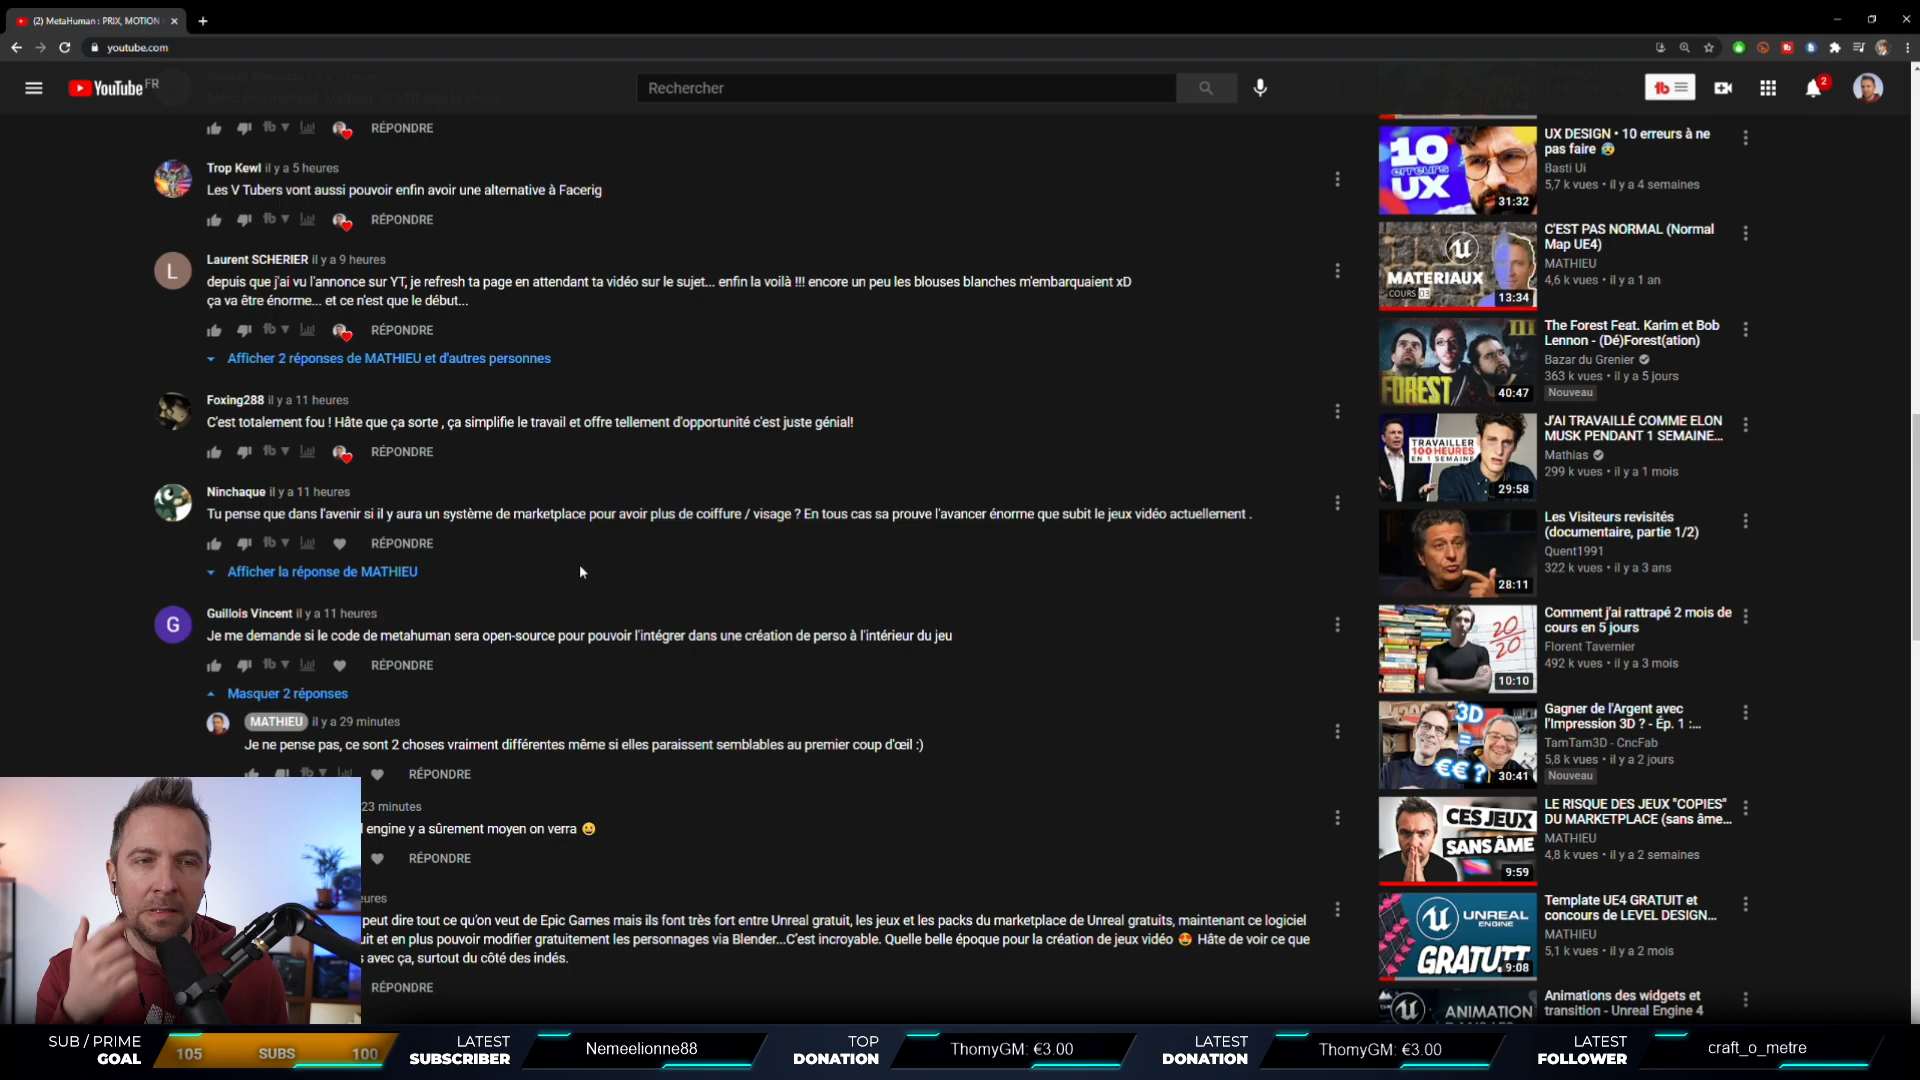 (2) MetaHuman : PRIX, MOTION
youtube.com
YouTube FR
Rechercher
2
RÉPONDRE
Trop Kewl il y a 5 heures
Les V Tubers vont aussi pouvoir enfin avoir une alternative à Facerig
RÉPONDRE
L
Laurent SCHERIER il y a 9 heures
depuis que j'ai vu l'annonce sur YT, je refresh ta page en attendant ta vidéo sur le sujet... enfin la voilà !!! encore un peu les blouses blanches m'embarquaient xD
ça va être énorme... et ce n'est que le début...
RÉPONDRE
Afficher 2 réponses de MATHIEU et d'autres personnes
Foxing288 il y a 11 heures
C'est totalement fou ! Hâte que ça sorte , ça simplifie le travail et offre tellement d'opportunité c'est juste génial!
RÉPONDRE
Ninchaque il y a 11 heures
Tu pense que dans l'avenir si il y aura un système de marketplace pour avoir plus de coiffure / visage ? En tous cas sa prouve l'avancer énorme que subit le jeux vidéo actuellement .
RÉPONDRE
Afficher la réponse de MATHIEU
G
Guillois Vincent il y a 11 heures
Je me demande si le code de metahuman sera open-source pour pouvoir l'intégrer dans une création de perso à l'intérieur du jeu
RÉPONDRE
Masquer 2 réponses
MATHIEU il y a 29 minutes
Je ne pense pas, ce sont 2 choses vraiment différentes même si elles paraissent semblables au premier coup d'œil :)
RÉPONDRE
23 minutes
engine y a sûrement moyen on verra 😀
RÉPONDRE
eures
peut dire tout ce qu'on veut de Epic Games mais ils font très fort entre Unreal gratuit, les jeux et les packs du marketplace de Unreal gratuits, maintenant ce logiciel
uit et en plus pouvoir modifier gratuitement les personnages via Blender...C'est incroyable. Quelle belle époque pour la création de jeux vidéo 🤩 Hâte de voir ce que
avec ça, surtout du côté des indés.
RÉPONDRE
10
erreurs
UX
31:32
UX DESIGN • 10 erreurs à ne
pas faire 😰
Basti Ui
5,7 k vues • il y a 4 semaines
MATERIAUX
COURS 03
13:34
C'EST PAS NORMAL (Normal
Map UE4)
MATHIEU
4,6 k vues • il y a 1 an
III
FOREST
40:47
The Forest Feat. Karim et Bob
Lennon - (Dé)Forest(ation)
Bazar du Grenier
363 k vues • il y a 5 jours
Nouveau
TRAVAILLER
100 HEURES
EN 1 SEMAINE
29:58
J'AI TRAVAILLÉ COMME ELON
MUSK PENDANT 1 SEMAINE...
Mathias
299 k vues • il y a 1 mois
28:11
Les Visiteurs revisités
(documentaire, partie 1/2)
Quent1991
322 k vues • il y a 3 ans
20
20
10:10
Comment j'ai rattrapé 2 mois de
cours en 5 jours
Florent Tavernier
492 k vues • il y a 3 mois
3D
=
€€ ?
30:41
Gagner de l'Argent avec
l'Impression 3D ? - Ép. 1 :...
TamTam3D - CncFab
5,8 k vues • il y a 2 jours
Nouveau
CES JEUX
SANS ÂME
9:59
LE RISQUE DES JEUX "COPIES"
DU MARKETPLACE (sans âme...
MATHIEU
4,8 k vues • il y a 2 semaines
UNREAL
ENGINE
GRATUIT
9:08
Template UE4 GRATUIT et
concours de LEVEL DESIGN...
MATHIEU
5,1 k vues • il y a 2 mois
ANIMATION
Animations des widgets et
transition - Unreal Engine 4
SUB / PRIME
GOAL
105 SUBS 100
LATEST
SUBSCRIBER
Nemeelionne88
TOP
DONATION
ThomyGM: €3.00
LATEST
DONATION
ThomyGM: €3.00
LATEST
FOLLOWER
craft_o_metre